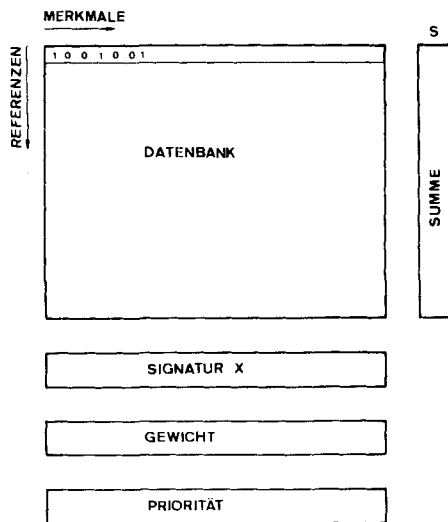 MERKMALE
S
REFERENZEN
1 0 0 1 0 0 1
DATENBANK
SUMME
SIGNATUR X
GEWICHT
PRIORITÄT